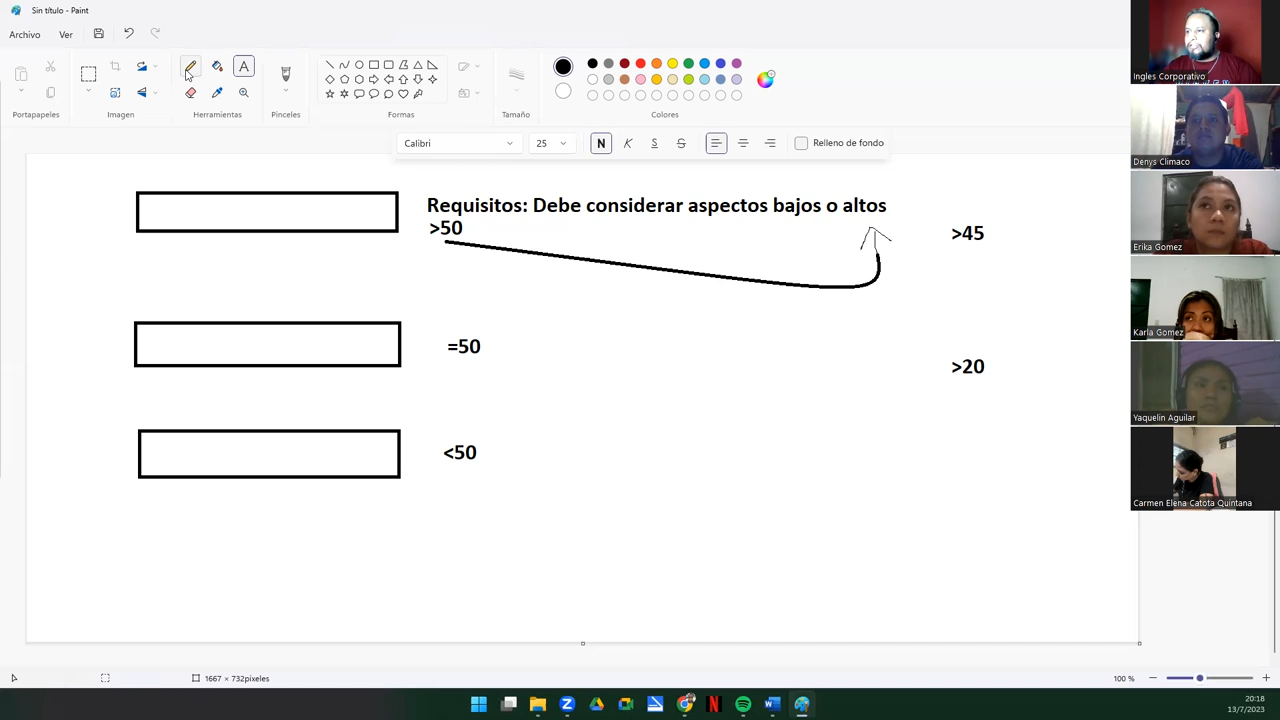 Sin título - Paint
Archivo
Ver
A
Portapapeles
Imagen
Herramientas
Pinceles
Formas
Tamaño
Colores
Calibri
25
N
K
S
S
Relleno de fondo
Requisitos: Debe considerar aspectos bajos o altos
>50
>45
=50
>20
<50
Ingles Corporativo
Denys Climaco
Erika Gomez
Karla Gomez
Yaquelin Aguilar
Carmen Elena Catota Quintana
1667 × 732píxeles
100 %
20:18
13/7/2023